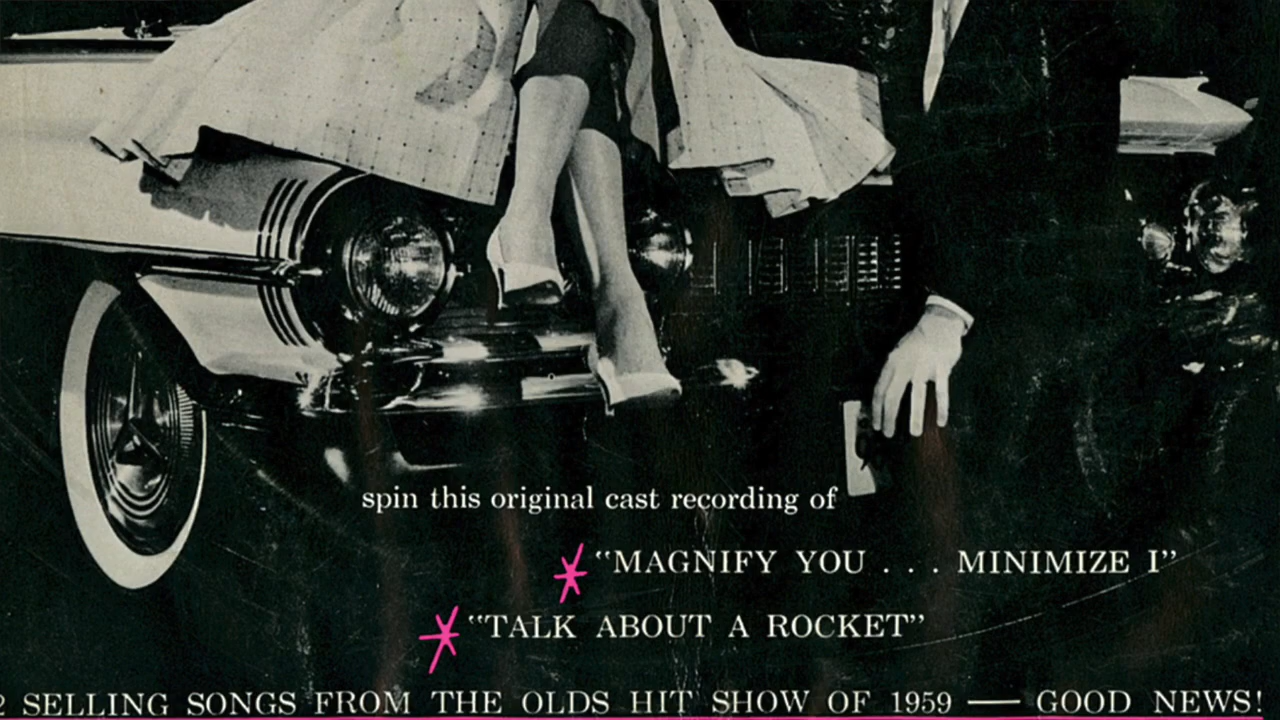 spin this original cast recording of
"MAGNIFY YOU . . . MINIMIZE I"
"TALK ABOUT A ROCKET"
2 SELLING SONGS FROM THE OLDS HIT SHOW OF 1959 — GOOD NEWS!